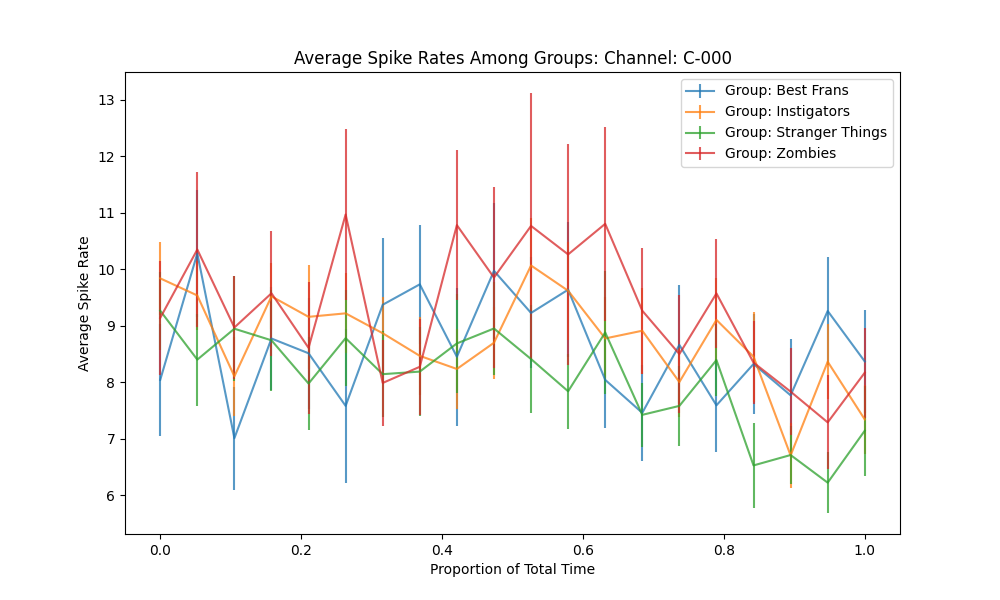 Average Spike Rates Among Groups: Channel: C-000
Group: Best Frans
Group: Instigators
Group: Stranger Things
Group: Zombies
Average Spike Rate
13
12
11
10
9
8
7
6
0.0 0.2 0.4 0.6 0.8 1.0
Proportion of Total Time